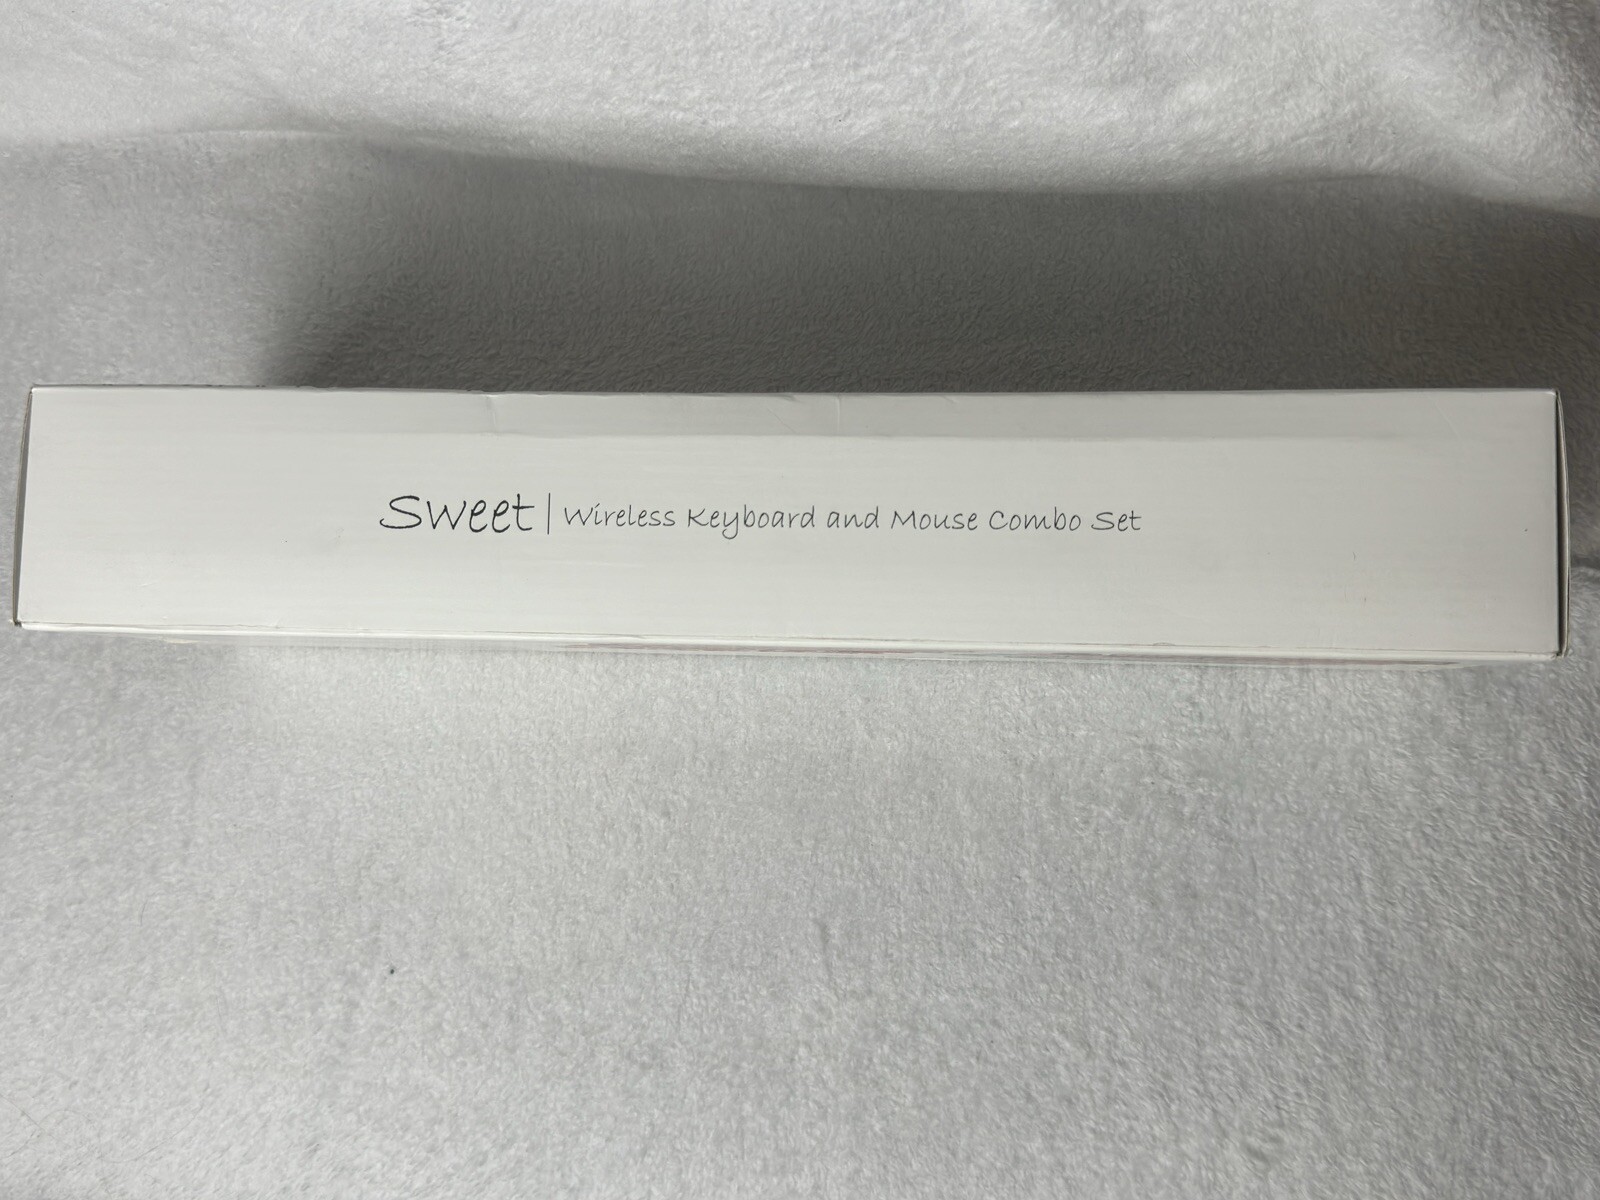 Sweet | Wireless Keyboard and Mouse Combo Set